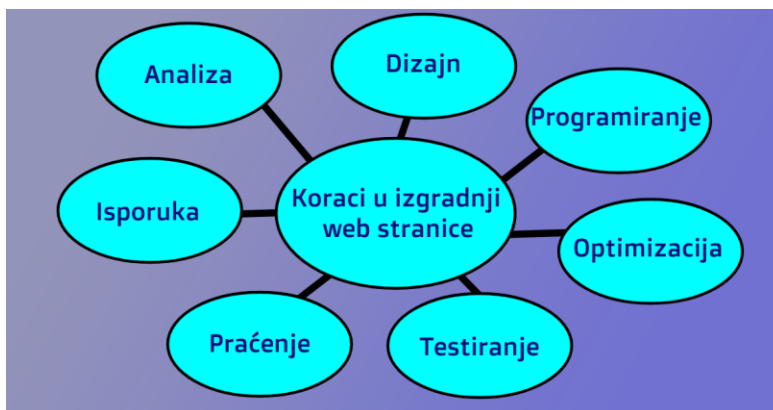 Analiza
Dizajn
Programiranje
Isporuka
Koraci u izgradnji
web stranice
Optimizacija
Praćenje
Testiranje